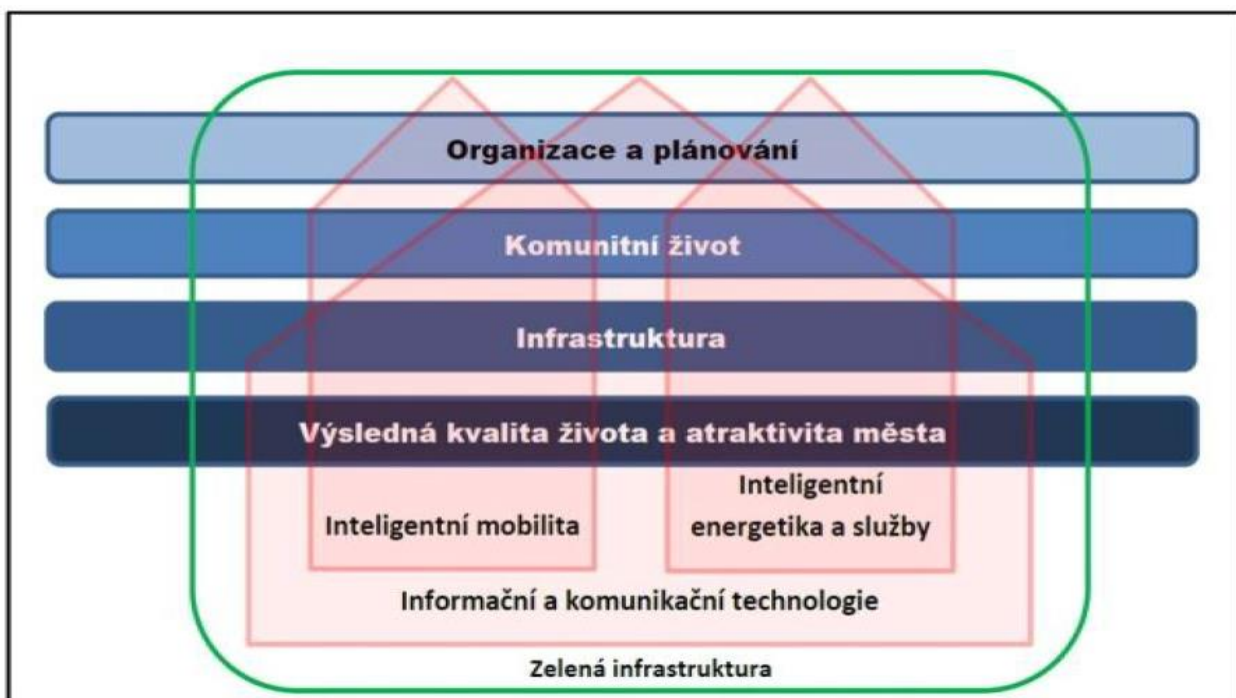 Organizace a plánování
Komunitní život
Infrastruktura
Výsledná kvalita života a atraktivita města
Inteligentní mobilita
Inteligentní
energetika a služby
Informační a komunikační technologie
Zelená infrastruktura